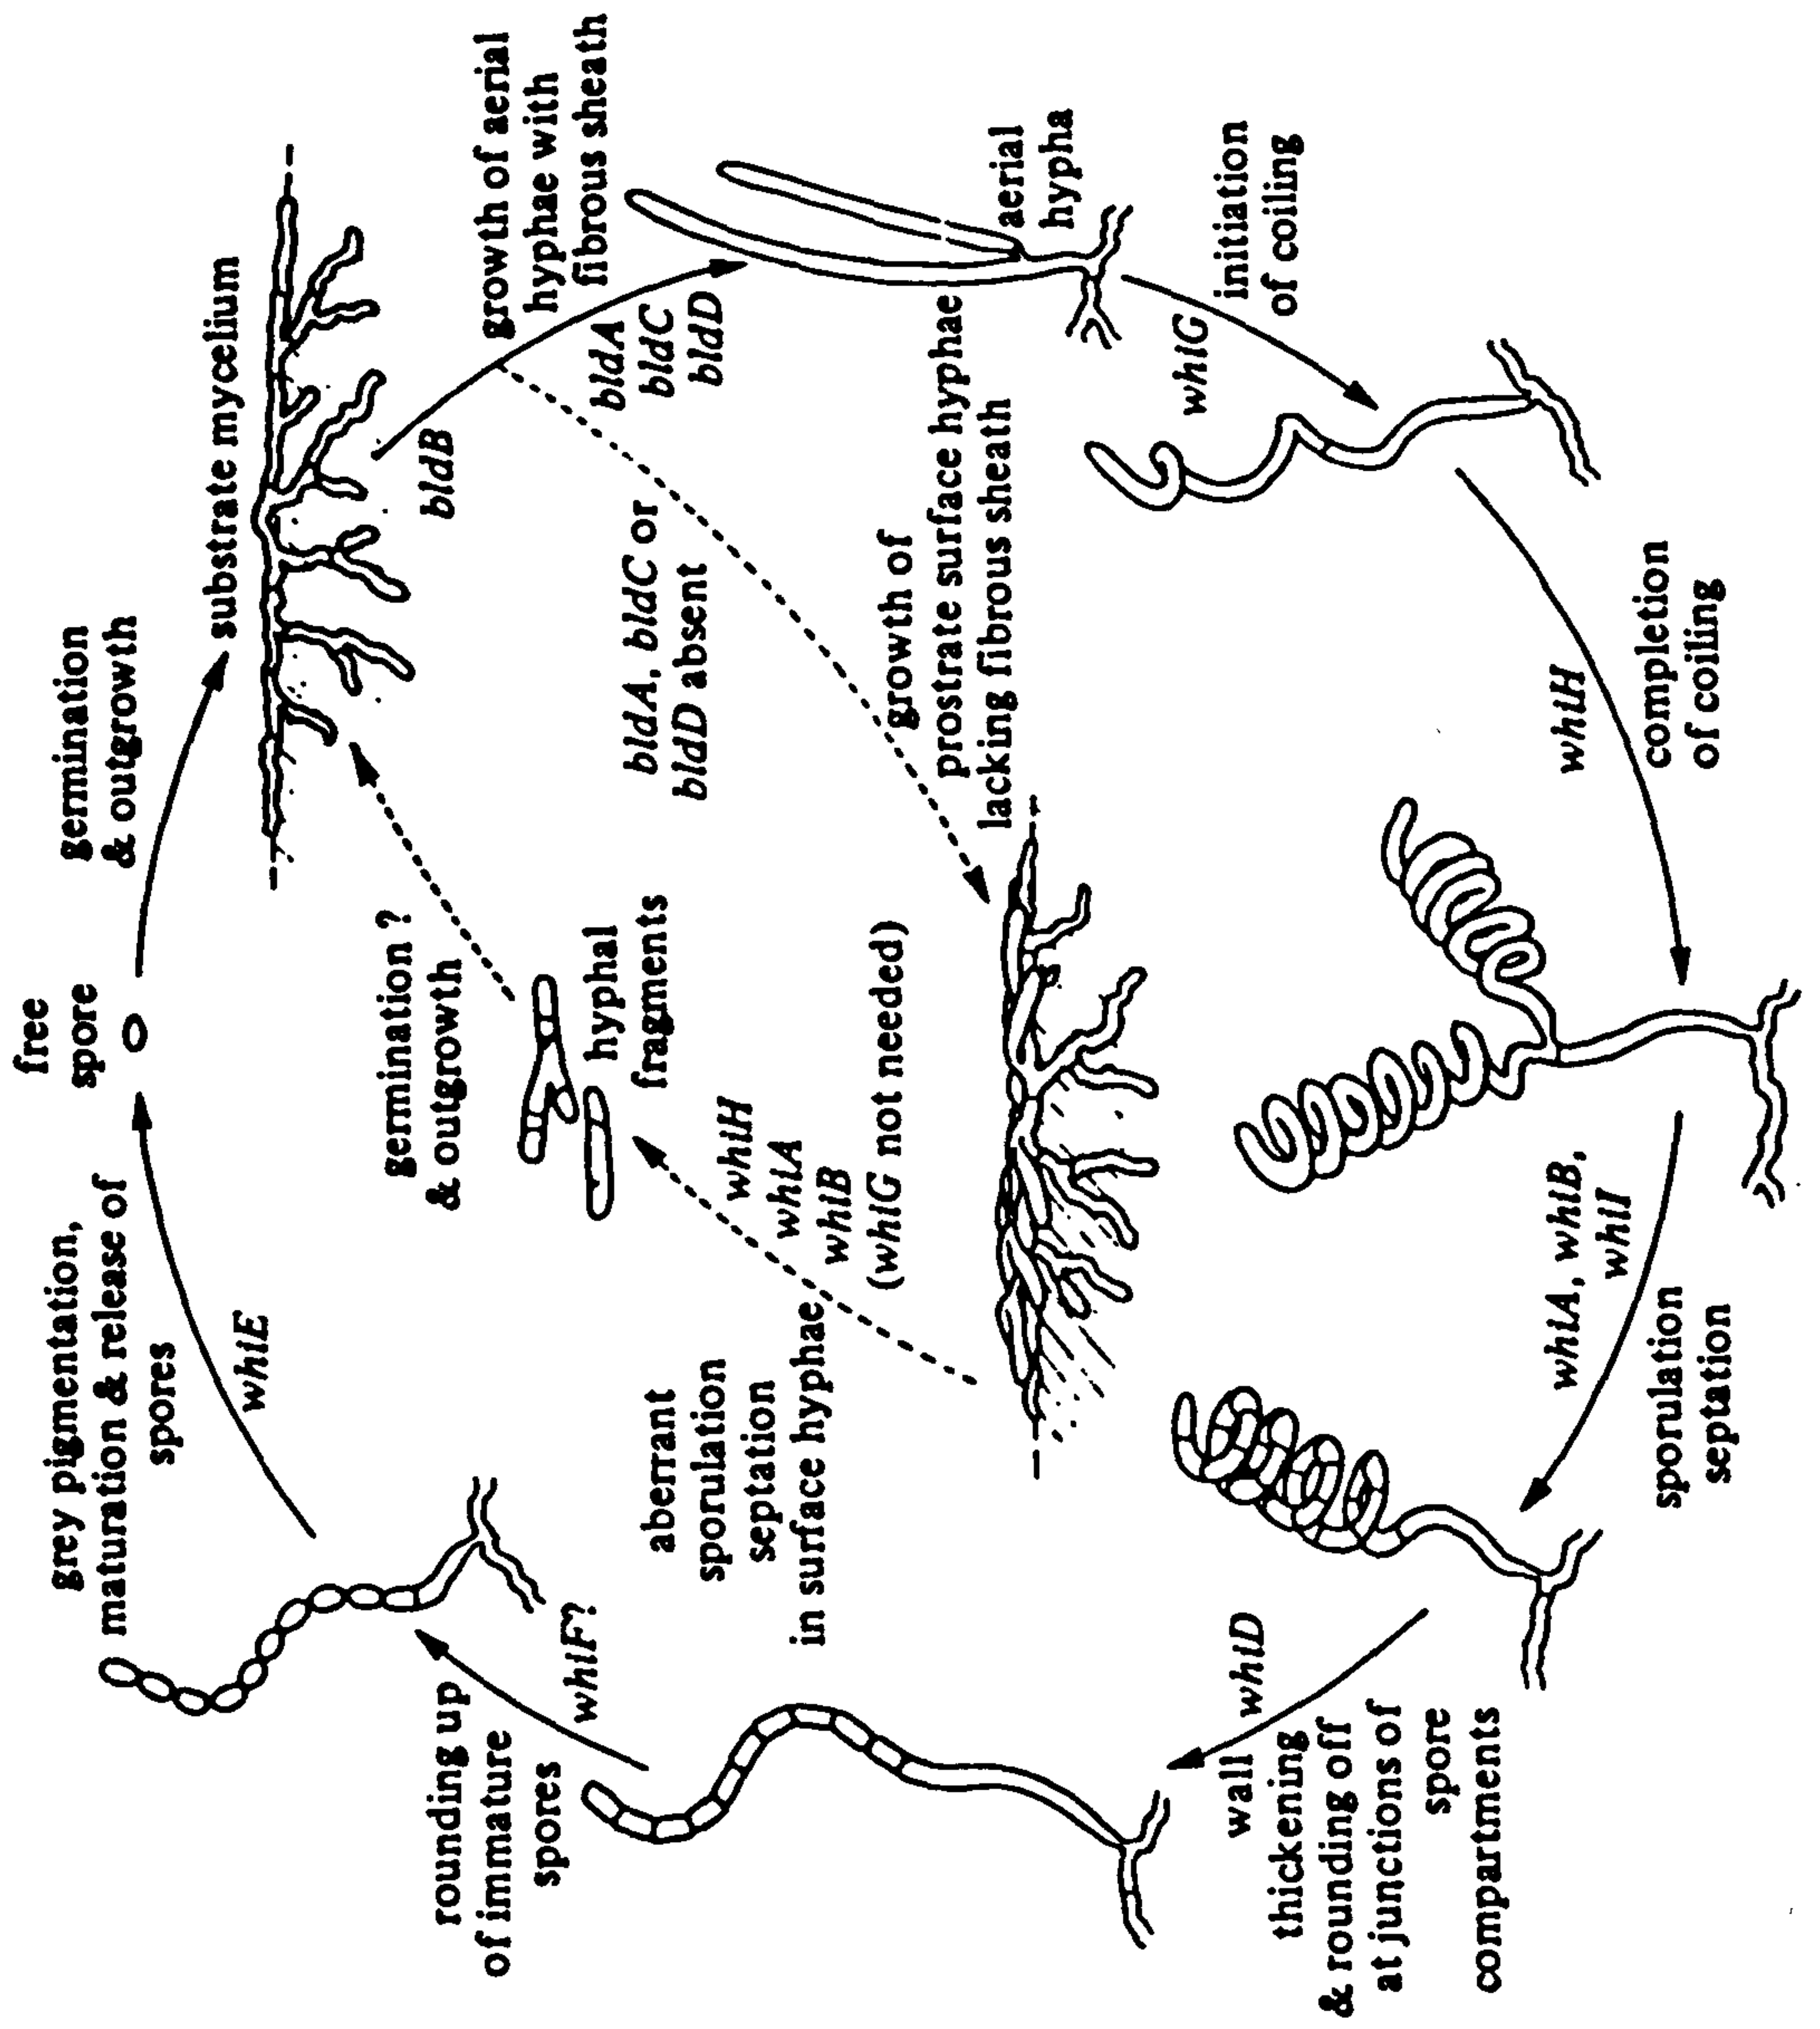 free
spore
germination
& outgrowth
substrate mycelium
bldB
growth of aerial
hyphae with
fibrous sheath
bldA
bldC
bldD
aerial
hypha
initiation
of coiling
whiG
whiH
completion
of coiling
whiA, whiB,
whiI
sporulation
septation
whiD
wall
thickening
& rounding off
at junctions of
spore
compartments
rounding up
of immature
spores
whiF?
grey pigmentation,
maturation & release of
spores
whiE
bldA, bldC or
bldD absent
growth of
prostrate surface hyphae
lacking fibrous sheath
aberrant
sporulation
septation
in surface hyphae
whiH
whiA
whiB
(whiG not needed)
hyphal
fragments
germination?
& outgrowth